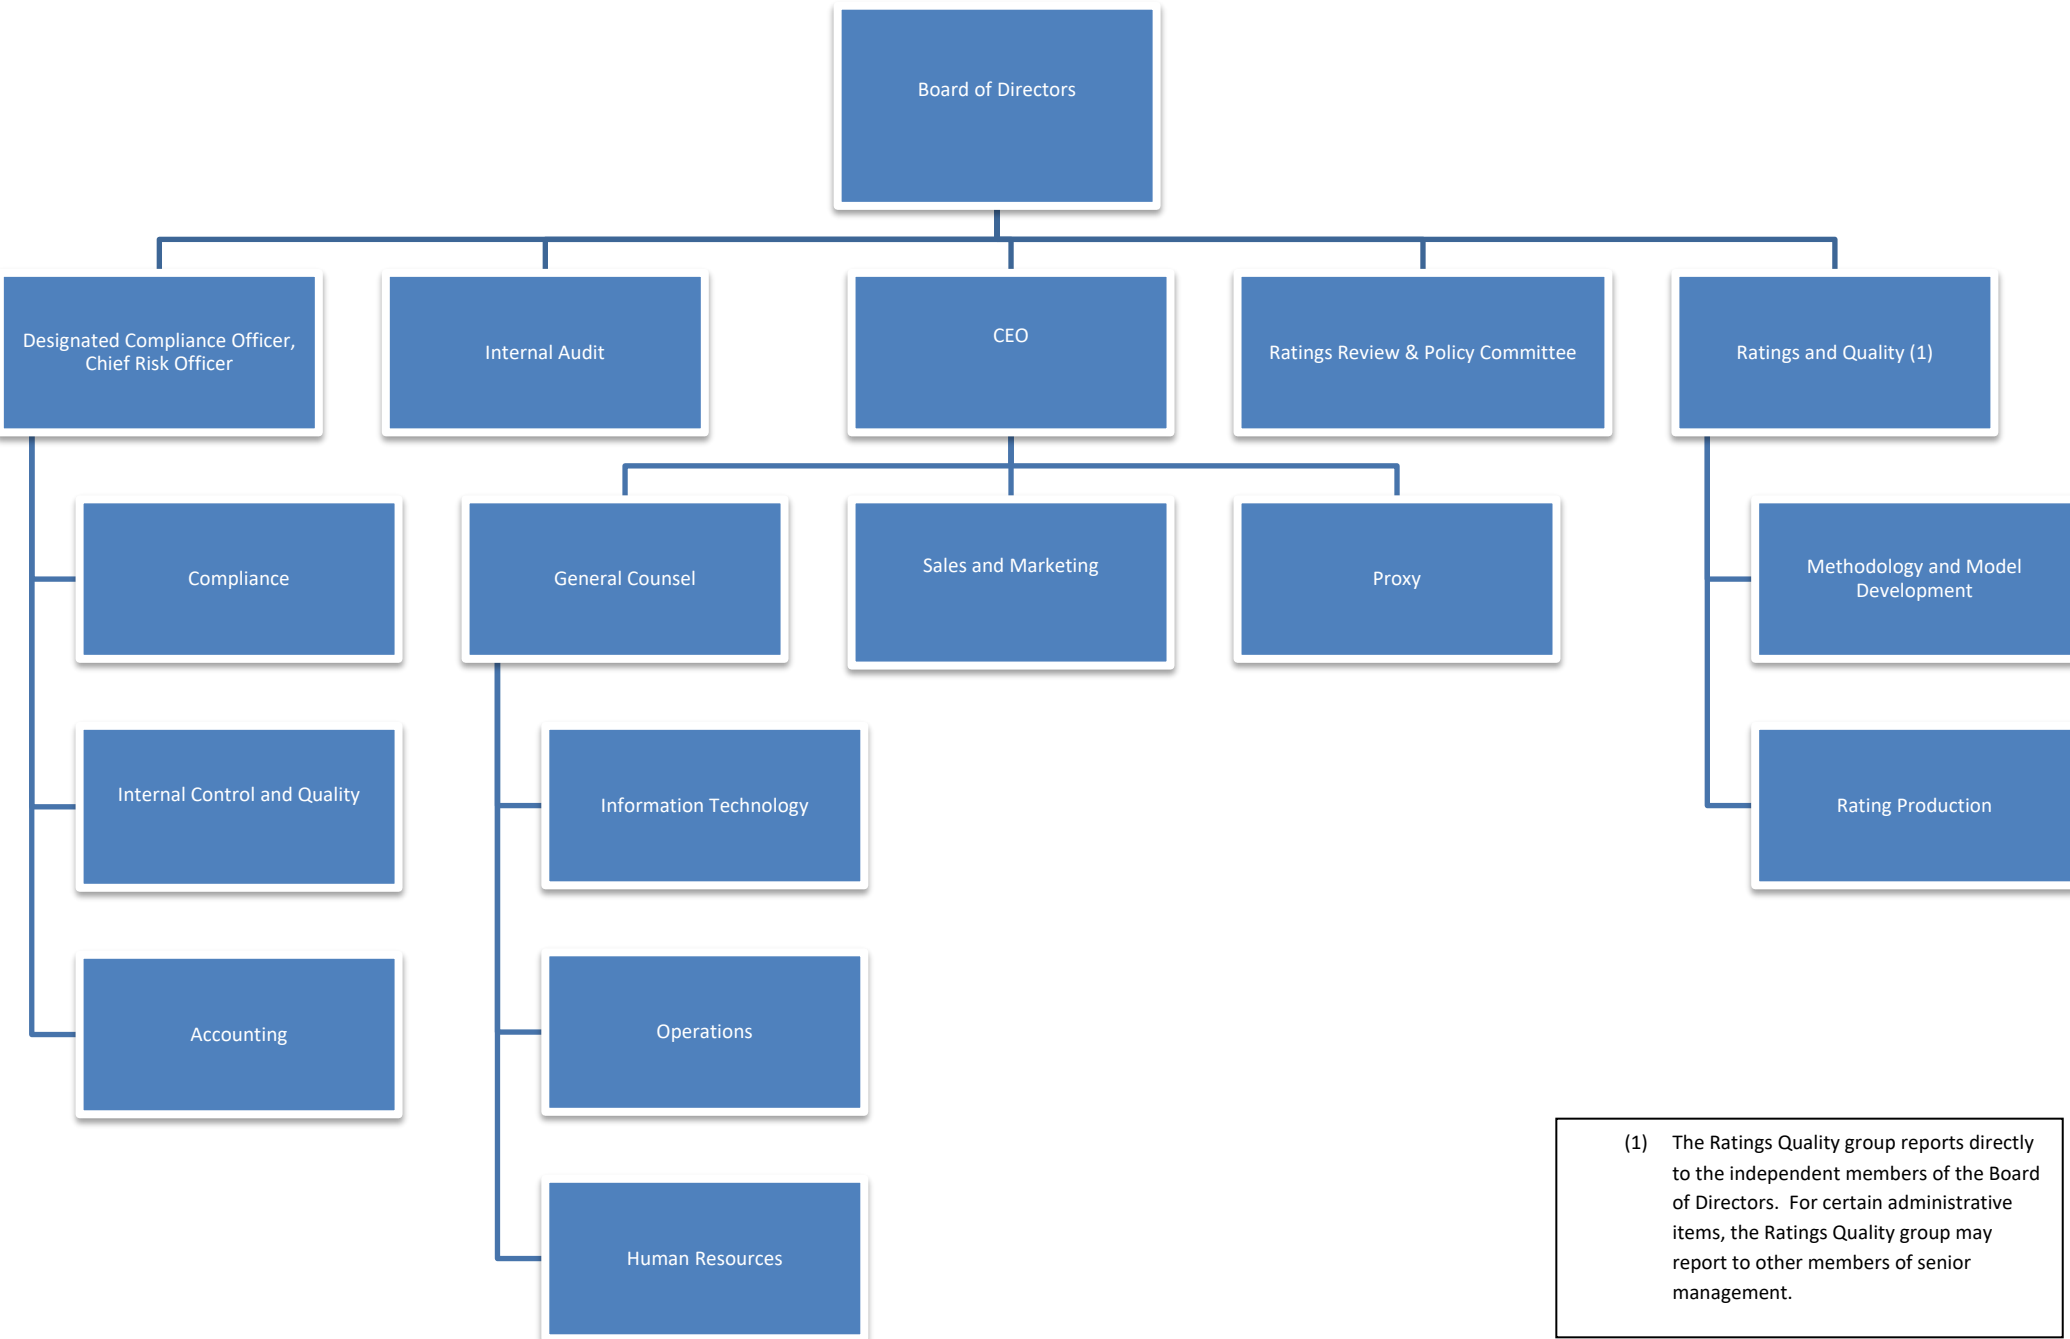 Board of Directors
Designated Compliance Officer,
Chief Risk Officer
Internal Audit
CEO
Ratings Review & Policy Committee
Ratings and Quality (1)
Compliance
General Counsel
Sales and Marketing
Proxy
Methodology and Model
Development
Internal Control and Quality
Information Technology
Rating Production
Accounting
Operations
Human Resources
(1) The Ratings Quality group reports directly
to the independent members of the Board
of Directors. For certain administrative
items, the Ratings Quality group may
report to other members of senior
management.